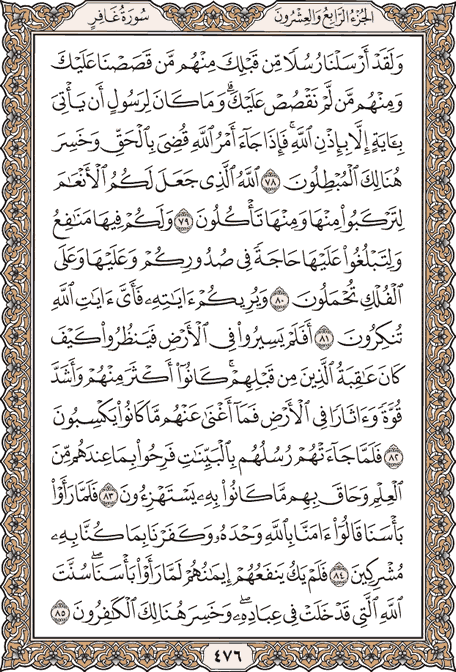 الجزء الرابع والعشرون
سورة غافر
وَلَقَدْ أَرْسَلْنَا رُسُلًا مِّن قَبْلِكَ مِنْهُم مَّن قَصَصْنَا عَلَيْكَ
وَمِنْهُم مَّن لَّمْ نَقْصُصْ عَلَيْكَ ۗ وَمَا كَانَ لِرَسُولٍ أَن يَأْتِىَ
بِـَٔايَةٍ إِلَّا بِإِذْنِ ٱللَّهِ ۚ فَإِذَا جَآءَ أَمْرُ ٱللَّهِ قُضِىَ بِٱلْحَقِّ وَخَسِرَ
هُنَالِكَ ٱلْمُبْطِلُونَ ٧٨ ٱللَّهُ ٱلَّذِى جَعَلَ لَكُمُ ٱلْأَنْعَٰمَ
لِتَرْكَبُوا۟ مِنْهَا وَمِنْهَا تَأْكُلُونَ ٧٩ وَلَكُمْ فِيهَا مَنَٰفِعُ
وَلِتَبْلُغُوا۟ عَلَيْهَا حَاجَةً فِى صُدُورِكُمْ وَعَلَيْهَا وَعَلَى
ٱلْفُلْكِ تُحْمَلُونَ ٨٠ وَيُرِيكُمْ ءَايَٰتِهِۦ فَأَىَّ ءَايَٰتِ ٱللَّهِ
تُنكِرُونَ ٨١ أَفَلَمْ يَسِيرُوا۟ فِى ٱلْأَرْضِ فَيَنظُرُوا۟ كَيْفَ
كَانَ عَٰقِبَةُ ٱلَّذِينَ مِن قَبْلِهِمْ ۚ كَانُوٓا۟ أَكْثَرَ مِنْهُمْ وَأَشَدَّ
قُوَّةً وَءَاثَارًا فِى ٱلْأَرْضِ فَمَآ أَغْنَىٰ عَنْهُم مَّا كَانُوا۟ يَكْسِبُونَ
٨٢ فَلَمَّا جَآءَتْهُمْ رُسُلُهُم بِٱلْبَيِّنَٰتِ فَرِحُوا۟ بِمَا عِندَهُم مِّنَ
ٱلْعِلْمِ وَحَاقَ بِهِم مَّا كَانُوا۟ بِهِۦ يَسْتَهْزِءُونَ ٨٣ فَلَمَّا رَأَوْا۟
بَأْسَنَا قَالُوٓا۟ ءَامَنَّا بِٱللَّهِ وَحْدَهُۥ وَكَفَرْنَا بِمَا كُنَّا بِهِۦ
مُشْرِكِينَ ٨٤ فَلَمْ يَكُ يَنفَعُهُمْ إِيمَٰنُهُمْ لَمَّا رَأَوْا۟ بَأْسَنَا ۖ سُنَّتَ
ٱللَّهِ ٱلَّتِى قَدْ خَلَتْ فِى عِبَادِهِۦ ۖ وَخَسِرَ هُنَالِكَ ٱلْكَٰفِرُونَ ٨٥
٤٧٦